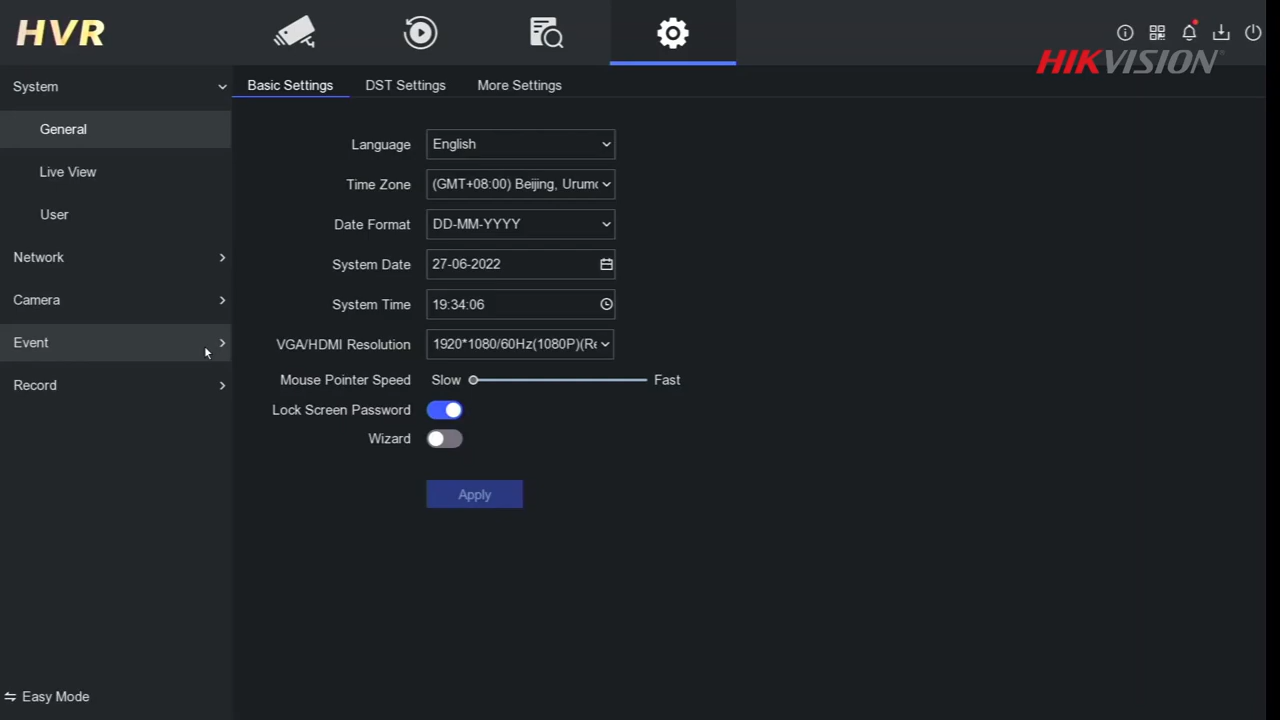 HVR
HIKVISION
System
General
Live View
User
Network
Camera
Event
Record
Easy Mode
Basic Settings DST Settings More Settings
Language English
Time Zone (GMT+08:00) Beijing, Urumq
Date Format DD-MM-YYYY
System Date 27-06-2022
System Time 19:34:06
VGA/HDMI Resolution 1920*1080/60Hz(1080P)(Re
Mouse Pointer Speed Slow Fast
Lock Screen Password
Wizard
Apply